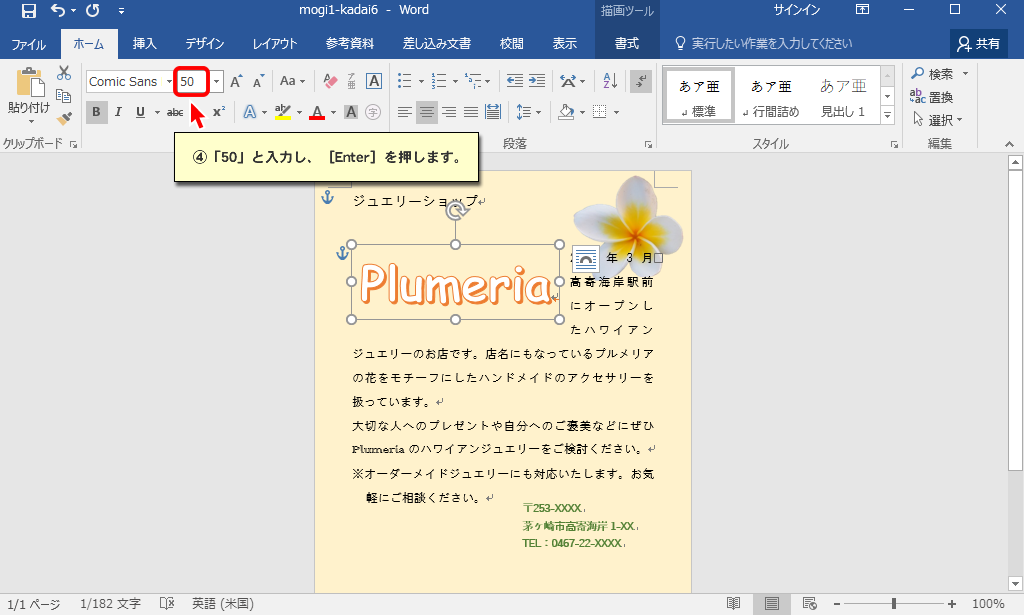 mogi1-kadai6 - Word
描画ツール
サインイン
ファイル ホーム 挿入 デザイン レイアウト 参考資料 差し込み文書 校閲 表示 書式 実行したい作業を入力してください 共有
貼り付け
Comic Sans 50 A A Aa 亜 A
B I U abc x² A ab A A 字
あア亜 あア亜 あア亜
標準 行間詰め 見出し 1
検索
置換
選択
クリップボード 段落 スタイル 編集
④「50」と入力し、［Enter］を押します。
ジュエリーショップ
年 3 月
Plumeria
高寄海岸駅前
にオープンし
たハワイアン
ジュエリーのお店です。店名にもなっているプルメリア
の花をモチーフにしたハンドメイドのアクセサリーを
扱っています。
大切な人へのプレゼントや自分へのご褒美などにぜひ
Plumeria のハワイアンジュエリーをご検討ください。
※オーダーメイドジュエリーにも対応いたします。お気
軽にご相談ください。
〒253-XXXX
茅ヶ崎市高寄海岸 1-XX
TEL：0467-22-XXXX
1/1 ページ 1/182 文字 英語 (米国) 100%